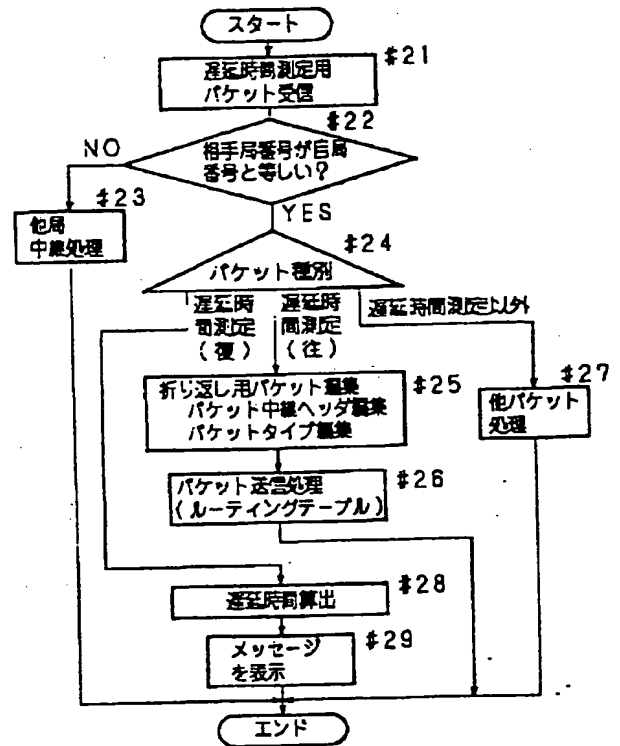 スタート
#21
遅延時間測定用
パケット受信
#22
相手局番号が自局
番号と等しい?
NO
YES
#23
他局
中継処理
#24
パケット種別
遅延時
間測定
(復)
遅延時
間測定
(往)
遅延時間測定以外
#25
折り返し用パケット編集
パケット中継ヘッダ編集
パケットタイプ編集
#27
他パケット
処理
#26
パケット送信処理
(ルーティングテーブル)
#28
遅延時間算出
#29
メッセージ
を表示
エンド